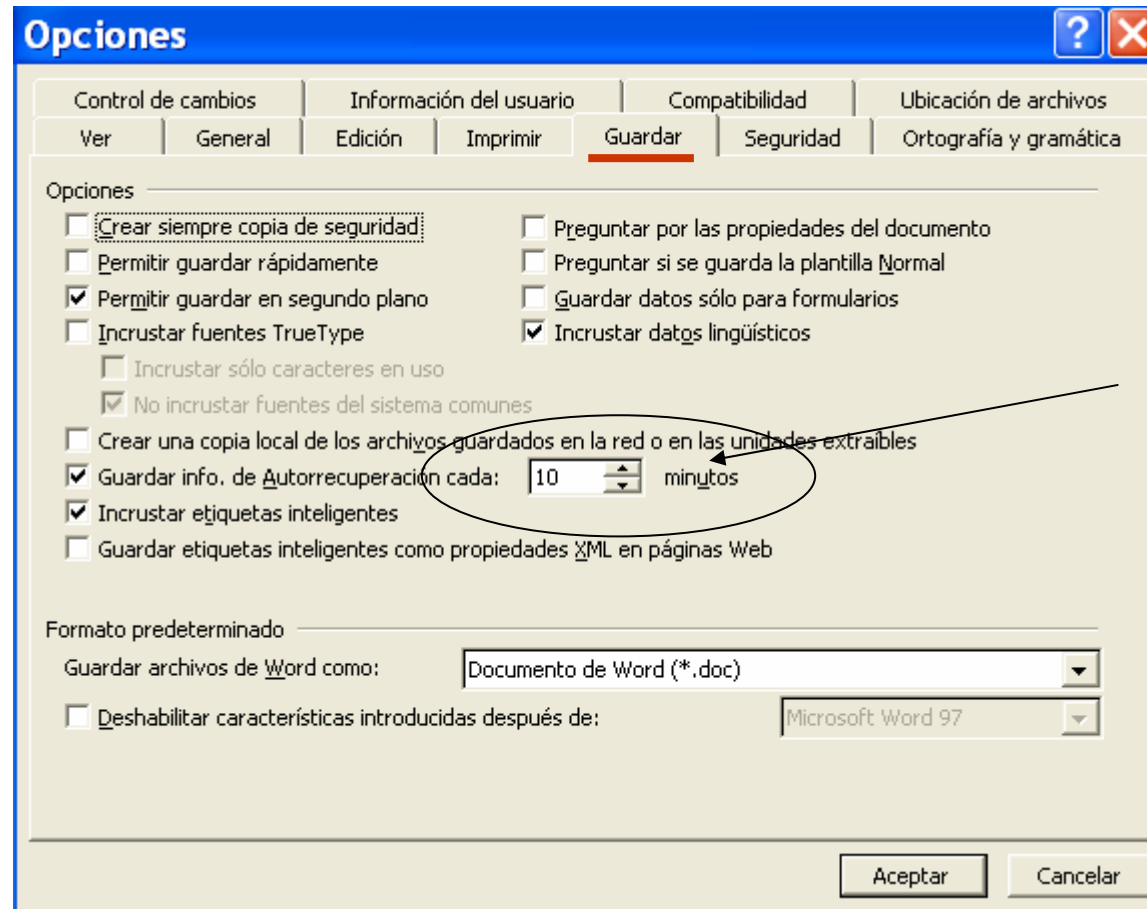 Opciones
Control de cambios Información del usuario Compatibilidad Ubicación de archivos
Ver General Edición Imprimir Guardar Seguridad Ortografía y gramática
Opciones
Crear siempre copia de seguridad Preguntar por las propiedades del documento
Permitir guardar rápidamente Preguntar si se guarda la plantilla Normal
Permitir guardar en segundo plano Guardar datos sólo para formularios
Incrustar fuentes TrueType Incrustar datos lingüísticos
Incrustar sólo caracteres en uso
No incrustar fuentes del sistema comunes
Crear una copia local de los archivos guardados en la red o en las unidades extraíbles
Guardar info. de Autorrecuperación cada: 10 minutos
Incrustar etiquetas inteligentes
Guardar etiquetas inteligentes como propiedades XML en páginas Web
Formato predeterminado
Guardar archivos de Word como: Documento de Word (*.doc)
Deshabilitar características introducidas después de: Microsoft Word 97
Aceptar Cancelar